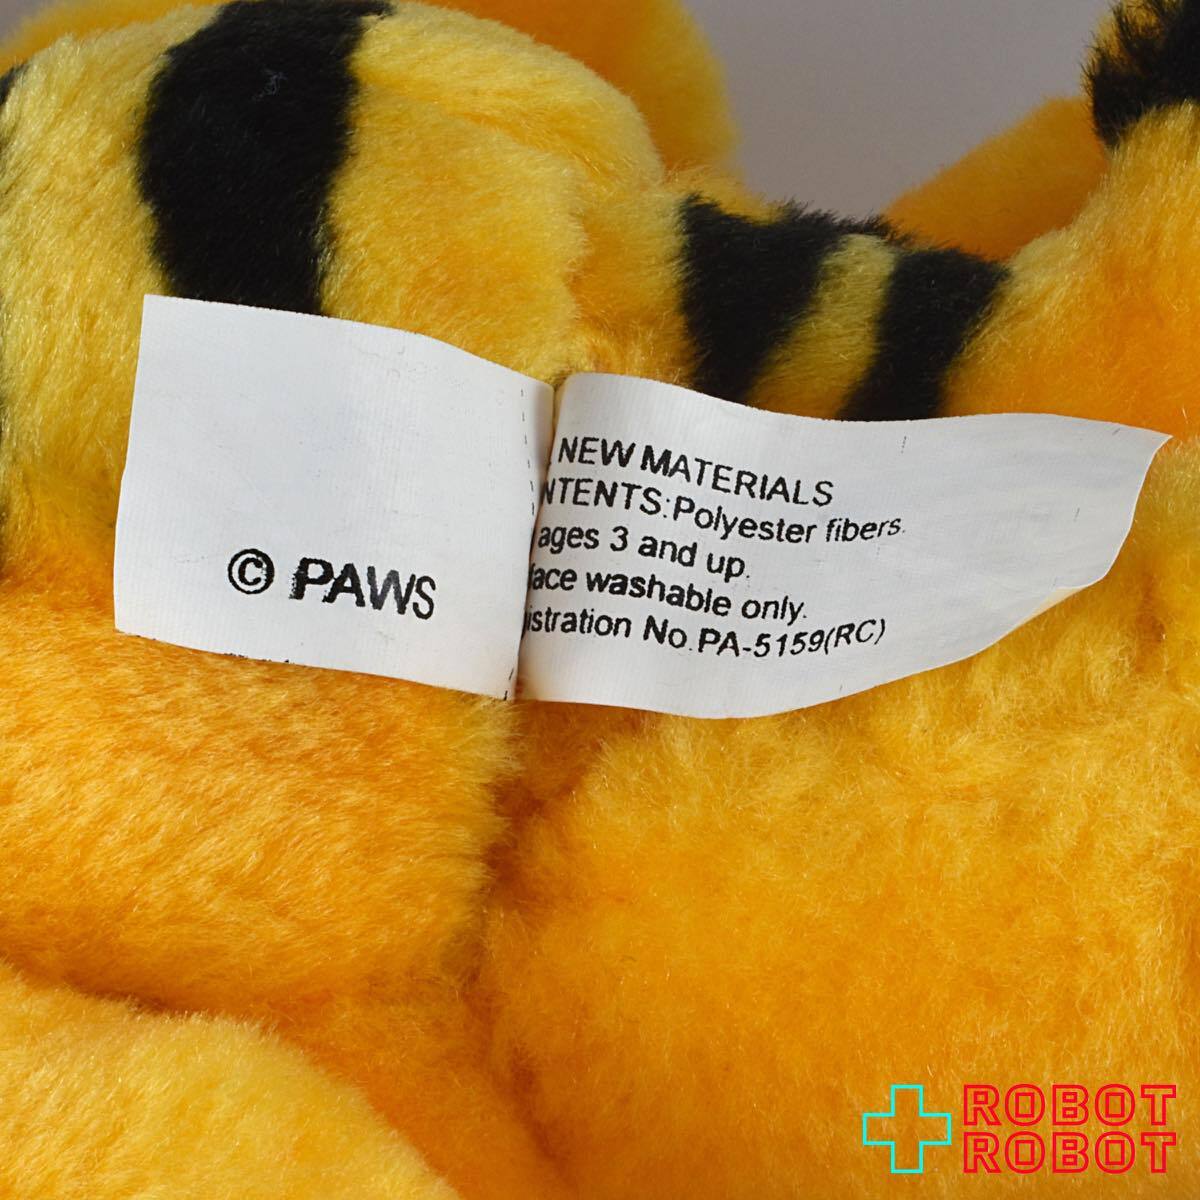 © PAWS
NEW MATERIALS
NTENTS:Polyester fibers.
ages 3 and up.
face washable only.
istration No.PA-5159(RC)
ROBOT
ROBOT